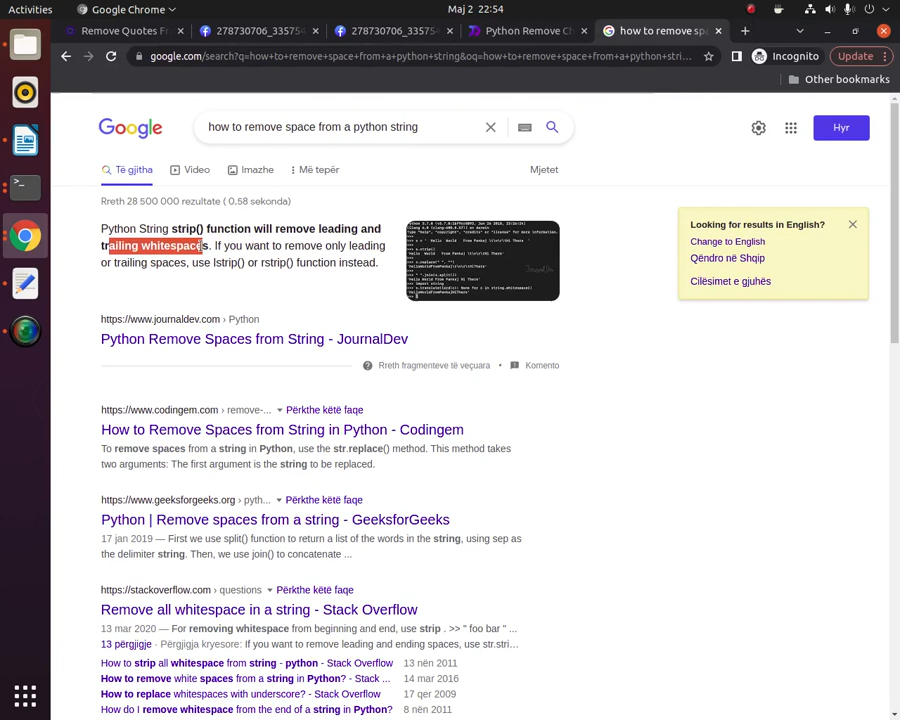 Activities
Google Chrome
Maj 2 22:54
Remove Quotes F
278730706_33575
278730706_33575
Python Remove Ch
how to remove sp
google.com/search?q=how+to+remove+space+from+a+python+string&oq=how+to+remove+space+from+a+python+stri...
Incognito
Update
Other bookmarks
Google
how to remove space from a python string
Hyr
Të gjitha
Video
Imazhe
Më tepër
Mjetet
Rreth 28 500 000 rezultate ( 0,58 sekonda)
Python String strip() function will remove leading and
trailing whitespaces. If you want to remove only leading
or trailing spaces, use lstrip() or rstrip() function instead.
Looking for results in English?
Change to English
Qëndro në Shqip
Cilësimet e gjuhës
https://www.journaldev.com › Python
Python Remove Spaces from String - JournalDev
Rreth fragmenteve të veçuara • Komento
https://www.codingem.com › remove-... Përkthe këtë faqe
How to Remove Spaces from String in Python - Codingem
To remove spaces from a string in Python, use the str.replace() method. This method takes
two arguments: The first argument is the string to be replaced.
https://www.geeksforgeeks.org › pyth... Përkthe këtë faqe
Python | Remove spaces from a string - GeeksforGeeks
17 jan 2019 — First we use split() function to return a list of the words in the string, using sep as
the delimiter string. Then, we use join() to concatenate ...
https://stackoverflow.com › questions Përkthe këtë faqe
Remove all whitespace in a string - Stack Overflow
13 mar 2020 — For removing whitespace from beginning and end, use strip . >> " foo bar " ...
13 përgjigje · Përgjigja kryesore: If you want to remove leading and ending spaces, use str.stri…
How to strip all whitespace from string - python - Stack Overflow 13 nën 2011
How to remove white spaces from a string in Python? - Stack ... 14 mar 2016
How to replace whitespaces with underscore? - Stack Overflow 17 qer 2009
How do I remove whitespace from the end of a string in Python? 8 nën 2011